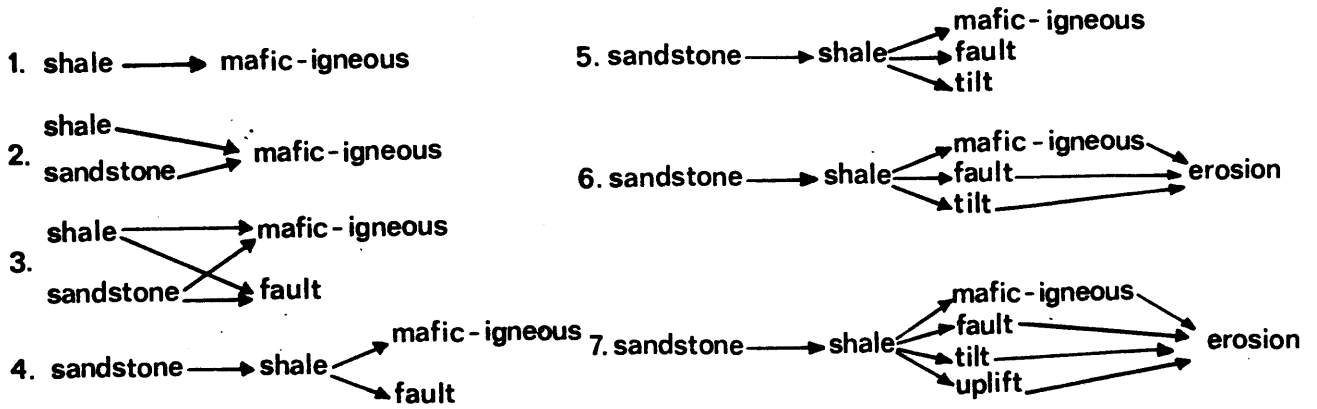 1. shale mafic-igneous
2. shale
sandstone
mafic-igneous
3. shale
sandstone
mafic-igneous
fault
4. sandstone shale
mafic-igneous
fault
5. sandstone shale
mafic-igneous
fault
tilt
6. sandstone shale
mafic-igneous
fault
tilt
erosion
7. sandstone shale
mafic-igneous
fault
tilt
uplift
erosion